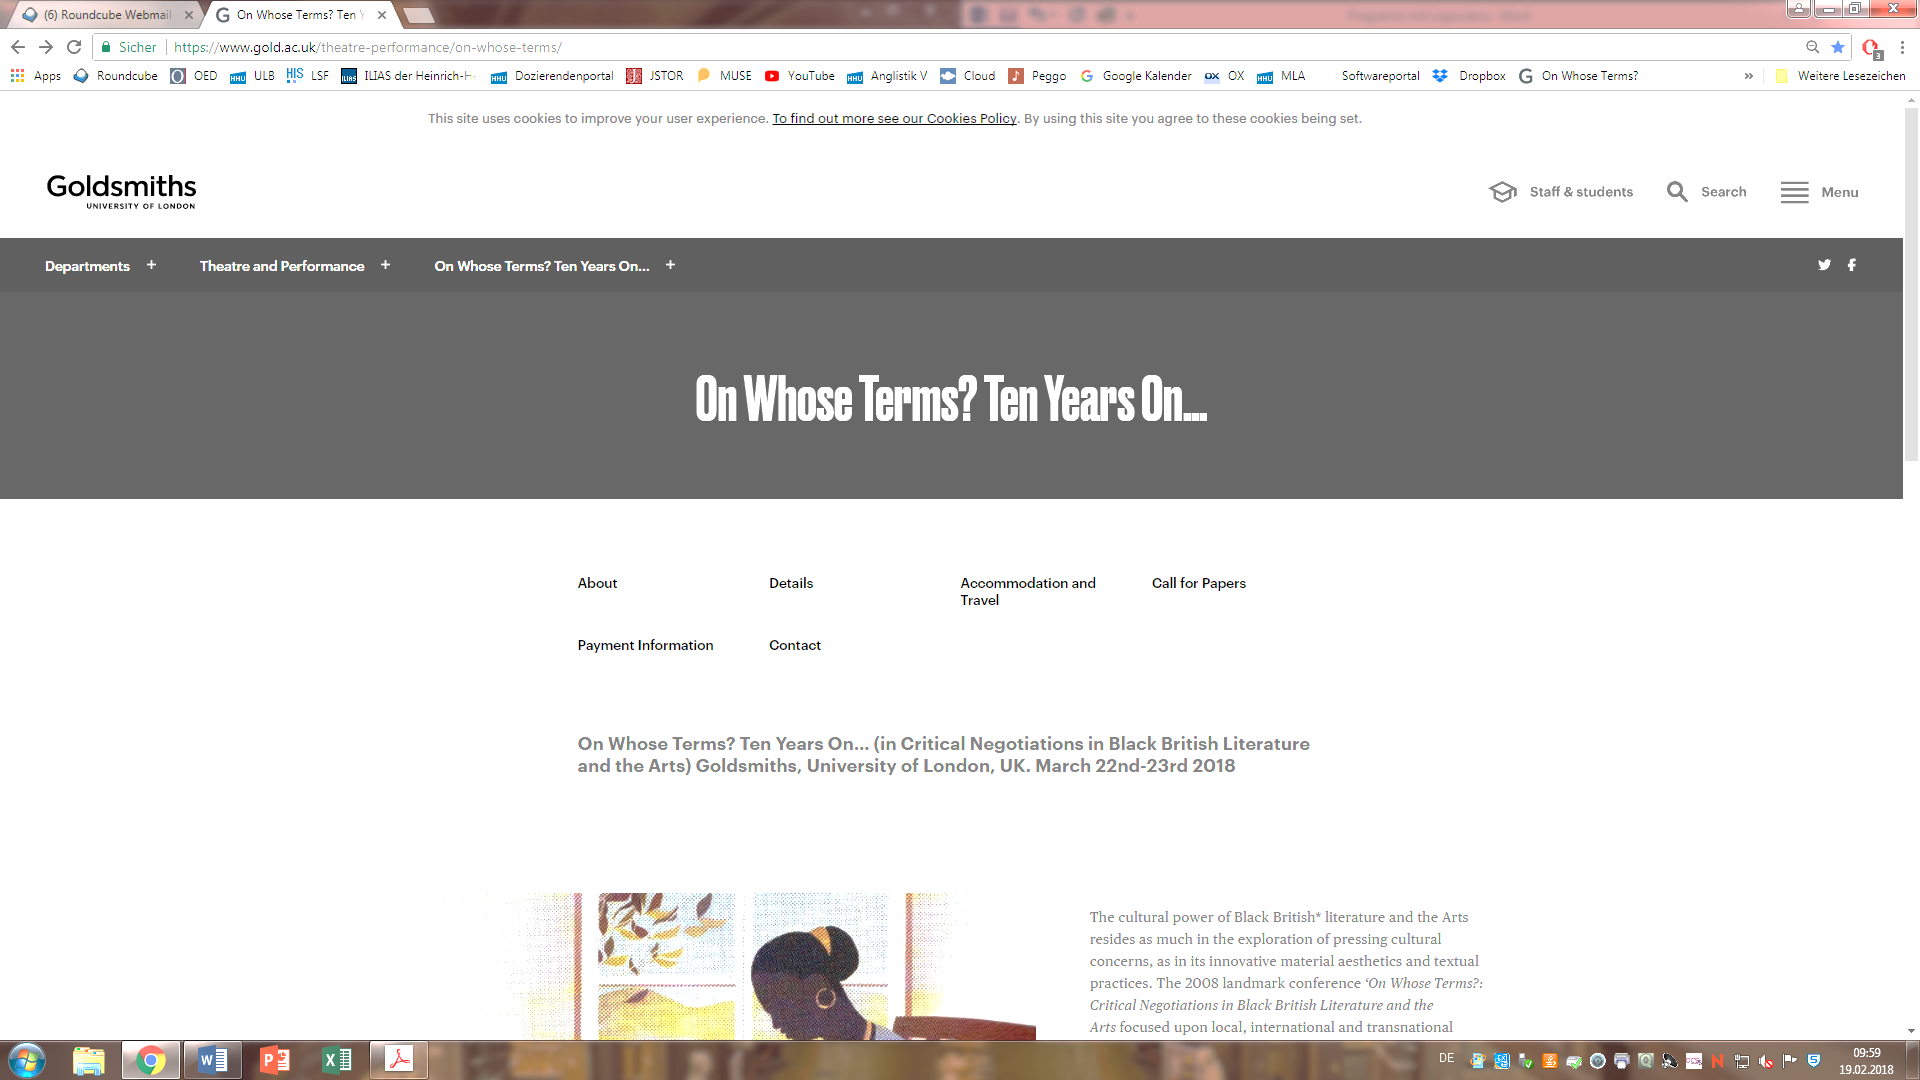 (6) Roundcube Webmail
On Whose Terms? Ten Y
Sicher
https://www.gold.ac.uk/theatre-performance/on-whose-terms/
3
Apps Roundcube OED ULB HIS LSF ILIAS der Heinrich-H Dozierendenportal JSTOR MUSE YouTube Anglistik V Cloud Peggo Google Kalender OX OX MLA Softwareportal Dropbox On Whose Terms? » Weitere Lesezeichen
This site uses cookies to improve your user experience. To find out more see our Cookies Policy. By using this site you agree to these cookies being set.
Goldsmiths
UNIVERSITY OF LONDON
Staff & students Search Menu
Departments + Theatre and Performance + On Whose Terms? Ten Years On... +
On Whose Terms? Ten Years On...
About Details Accommodation and Travel Call for Papers
Payment Information Contact
On Whose Terms? Ten Years On... (in Critical Negotiations in Black British Literature
and the Arts) Goldsmiths, University of London, UK. March 22nd-23rd 2018
The cultural power of Black British* literature and the Arts
resides as much in the exploration of pressing cultural
concerns, as in its innovative material aesthetics and textual
practices. The 2008 landmark conference ‘On Whose Terms?:
Critical Negotiations in Black British Literature and the
Arts focused upon local, international and transnational
DE
09:59
19.02.2018